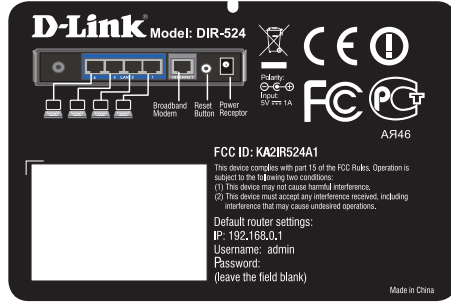 D-Link Model: DIR-524
4 3 LAN 2 1 INTERNET
Broadband Modem
Reset Button
Power Receptor
Polarity:
Input:
5V 1A
CE
FC
АЯ46
FCC ID: KA2IR524A1
This device complies with part 15 of the FCC Rules, Operation is
subject to the following two conditions:
(1) This device may not cause harmful interference.
(2) This device must accept any interference received, including
interference that may cause undesired operations.
Default router settings:
IP: 192.168.0.1
Username: admin
Password:
(leave the field blank)
Made in China